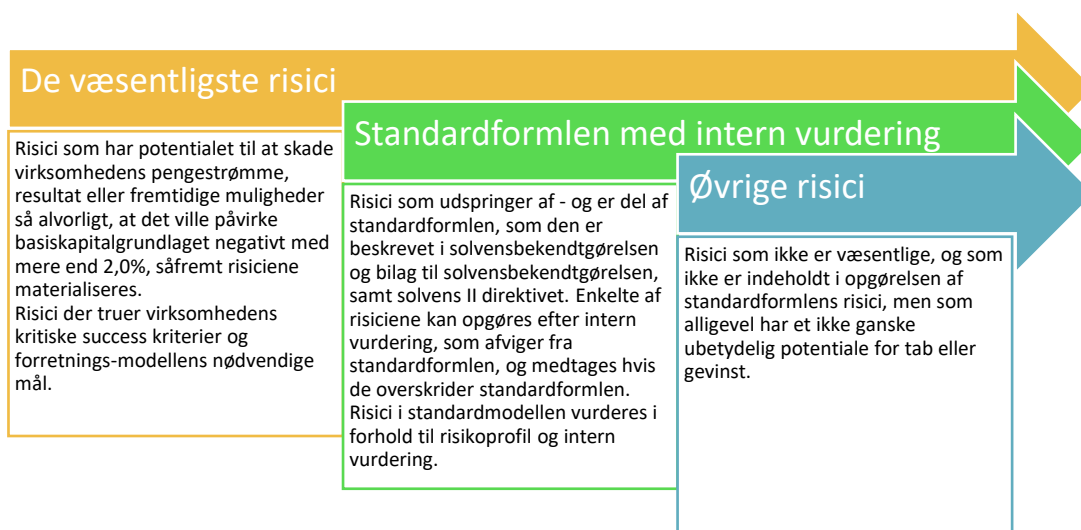 De væsentligste risici
Risici som har potentialet til at skade
virksomhedens pengestrømme,
resultat eller fremtidige muligheder
så alvorligt, at det ville påvirke
basiskapitalgrundlaget negativt med
mere end 2,0%, såfremt risiciene
materialiseres.
Risici der truer virksomhedens
kritiske success kriterier og
forretnings-modellens nødvendige
mål.
Standardformlen med intern vurdering
Risici som udspringer af - og er del af
standardformlen, som den er
beskrevet i solvensbekendtgørelsen
og bilag til solvensbekendtgørelsen,
samt solvens II direktivet. Enkelte af
risiciene kan opgøres efter intern
vurdering, som afviger fra
standardformlen, og medtages hvis
de overskrider standardformlen.
Risici i standardmodellen vurderes i
forhold til risikoprofil og intern
vurdering.
Øvrige risici
Risici som ikke er væsentlige, og som
ikke er indeholdt i opgørelsen af
standardformlens risici, men som
alligevel har et ikke ganske
ubetydelig potentiale for tab eller
gevinst.